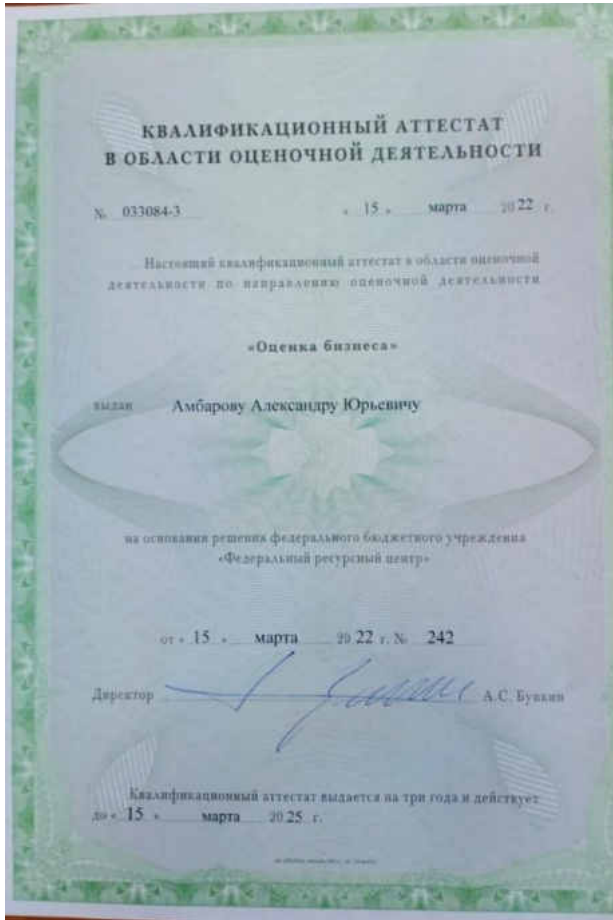 КВАЛИФИКАЦИОННЫЙ АТТЕСТАТ
В ОБЛАСТИ ОЦЕНОЧНОЙ ДЕЯТЕЛЬНОСТИ
№ 033084-3 « 15 » марта 20 22 г.
Настоящий квалификационный аттестат в области оценочной
деятельности по направлению оценочной деятельности
«Оценка бизнеса»
выдан Амбарову Александру Юрьевичу
на основании решения федерального бюджетного учреждения
«Федеральный ресурсный центр»
от « 15 » марта 20 22 г. № 242
Директор А.С. Бункин
Квалификационный аттестат выдается на три года и действует
до « 15 » марта 20 25 г.